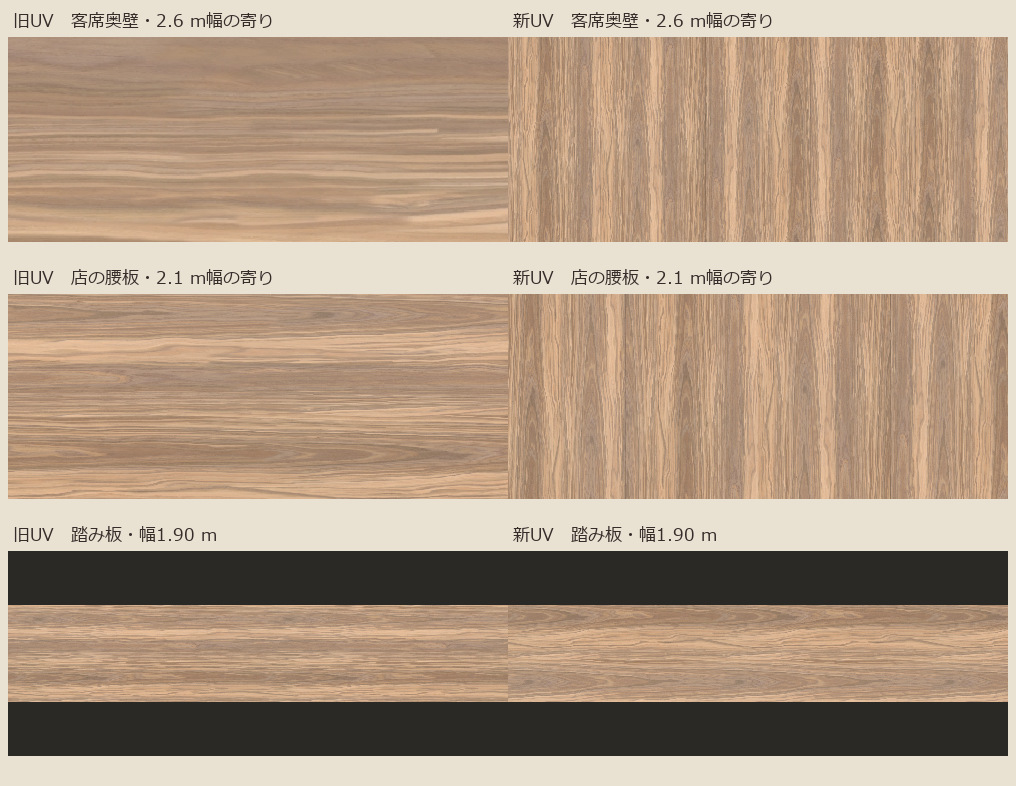 旧UV　客席奥壁・2.6 m幅の寄り
新UV　客席奥壁・2.6 m幅の寄り
旧UV　店の腰板・2.1 m幅の寄り
新UV　店の腰板・2.1 m幅の寄り
旧UV　踏み板・幅1.90 m
新UV　踏み板・幅1.90 m